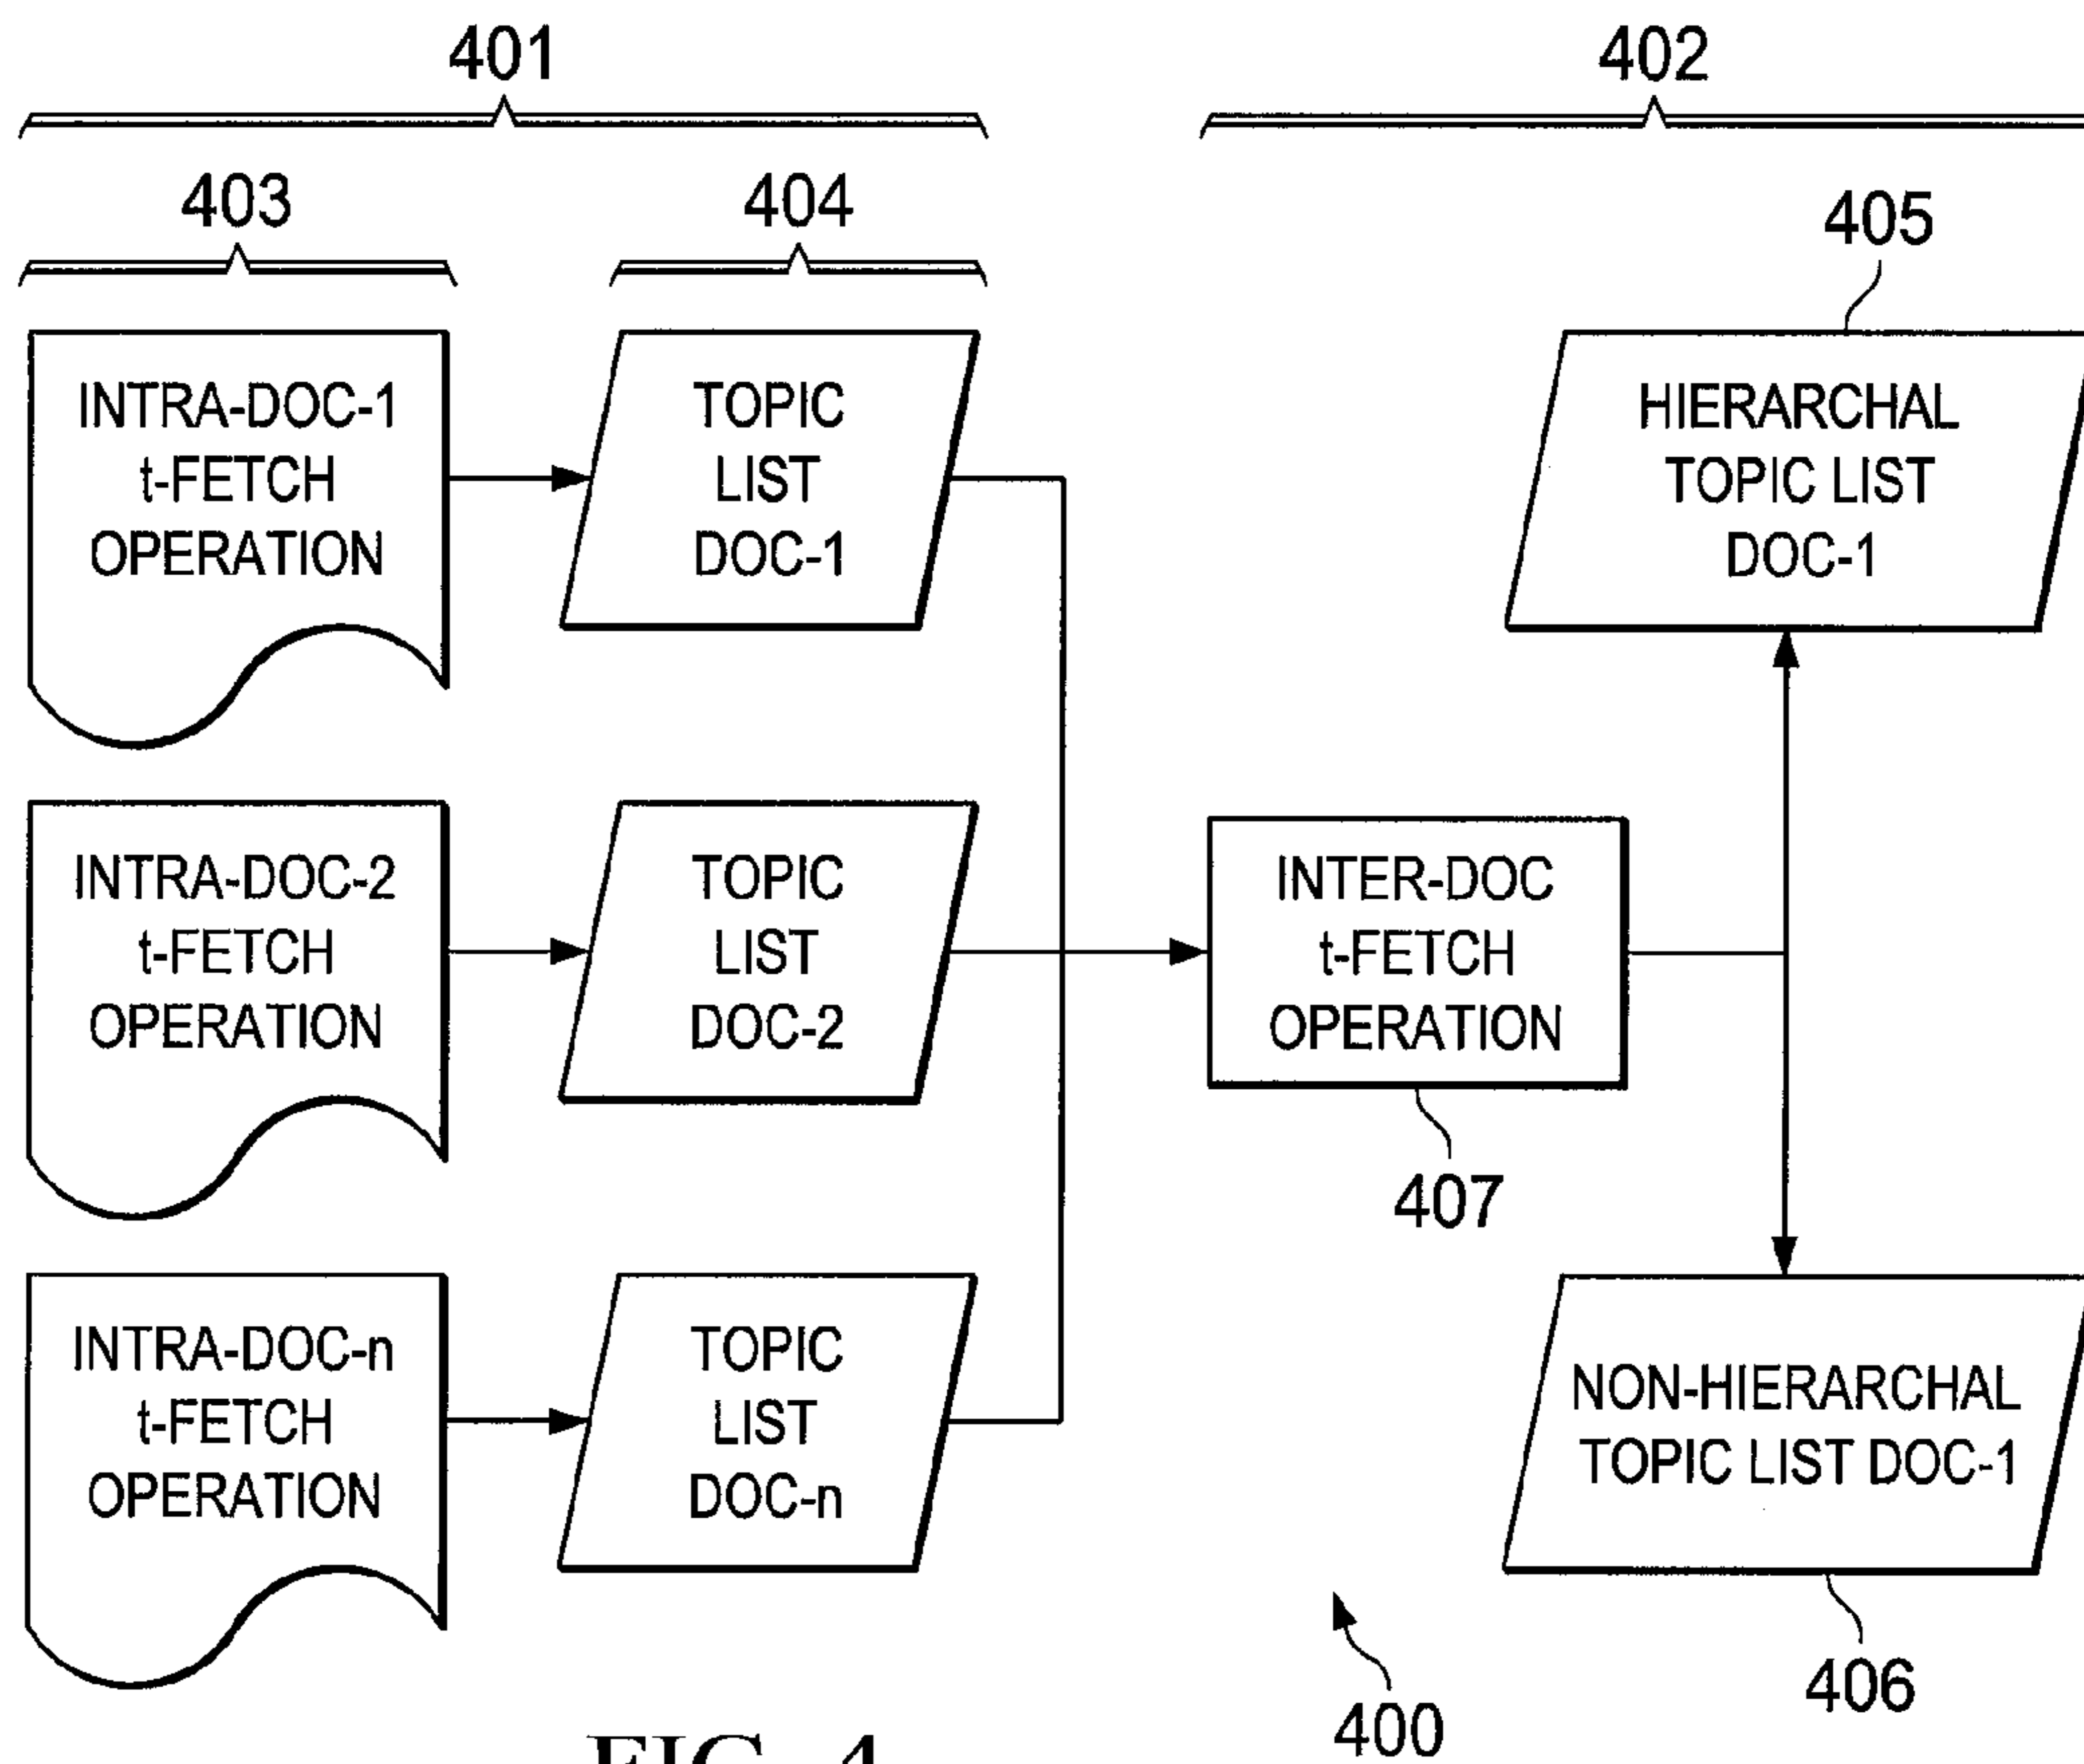 401
402
403
404
405
INTRA-DOC-1
t-FETCH
OPERATION
TOPIC
LIST
DOC-1
HIERARCHAL
TOPIC LIST
DOC-1
INTRA-DOC-2
t-FETCH
OPERATION
TOPIC
LIST
DOC-2
INTER-DOC
t-FETCH
OPERATION
407
INTRA-DOC-n
t-FETCH
OPERATION
TOPIC
LIST
DOC-n
NON-HIERARCHAL
TOPIC LIST DOC-1
406
400
FIG. 4